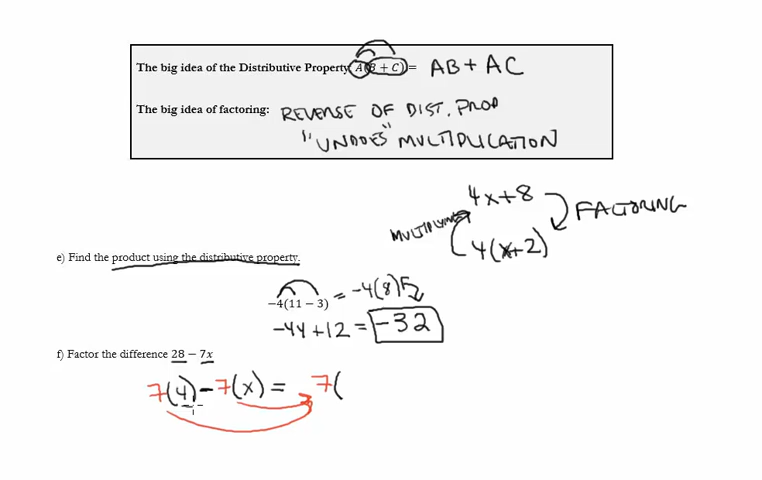 The big idea of the Distributive Property A(B + C) = AB + AC
The big idea of factoring: REVERSE OF DIST. PROP
"UNDOES" MULTIPLICATION
4x+8
MULTIPLYING FACTORING
4(x+2)
e) Find the product using the distributive property.
−4(11 − 3) = -4(8)
-44+12 = -32
f) Factor the difference 28 − 7x
7(4)-7(x) = 7(